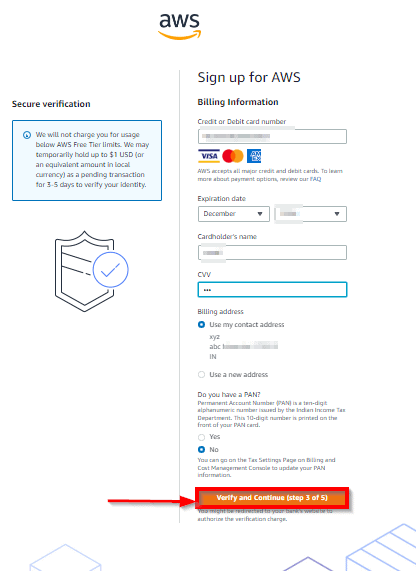 aws
Sign up for AWS
Secure verification
We will not charge you for usage
below AWS Free Tier limits. We may
temporarily hold up to $1 USD (or
an equivalent amount in local
currency) as a pending transaction
for 3-5 days to verify your identity.
Billing Information
Credit or Debit card number
VISA
AM EX
AWS accepts all major credit and debit cards. To learn
more about payment options, review our FAQ
Expiration date
December
Cardholder's name
CVV
•••
Billing address
Use my contact address
xyz
abc
IN
Use a new address
Do you have a PAN?
Permanent Account Number (PAN) is a ten-digit
alphanumeric number issued by the Indian Income Tax
Department. This 10-digit number is printed on the
front of your PAN card.
Yes
No
You can go on the Tax Settings Page on Billing and
Cost Management Console to update your PAN
information.
Verify and Continue (step 3 of 5)
You might be redirected to your bank's website to
authorize the verification charge.